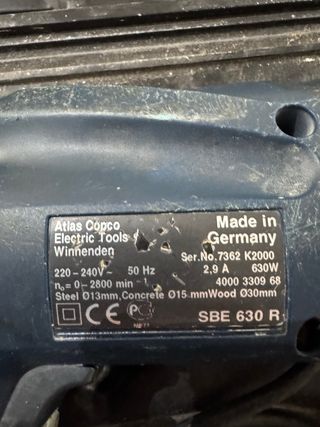 Atlas Copco
Electric Tools
Winnenden
Made in
Germany
Ser.No.7362 K2000
220-240V~ 50 Hz 2,9 A 630W
n₀= 0-2800 min 4000 3309 68
Steel Ø13mm,Concrete Ø15 mmWood Ø30mm
CE SBE 630 R